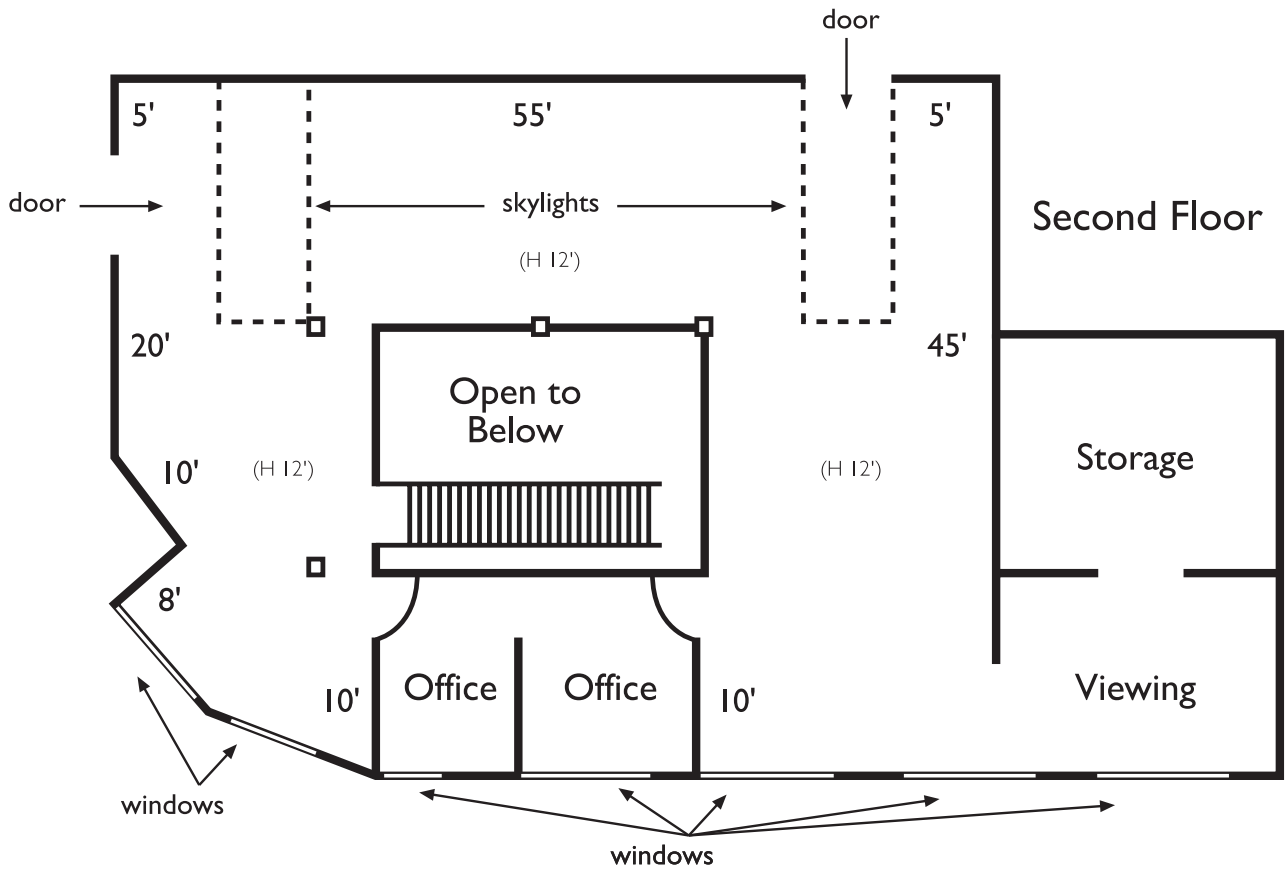 door
5'
55'
5'
door
skylights
Second Floor
(H 12')
20'
45'
Open to
Below
10'
(H 12')
(H 12')
Storage
8'
10'
Office
Office
10'
Viewing
windows
windows